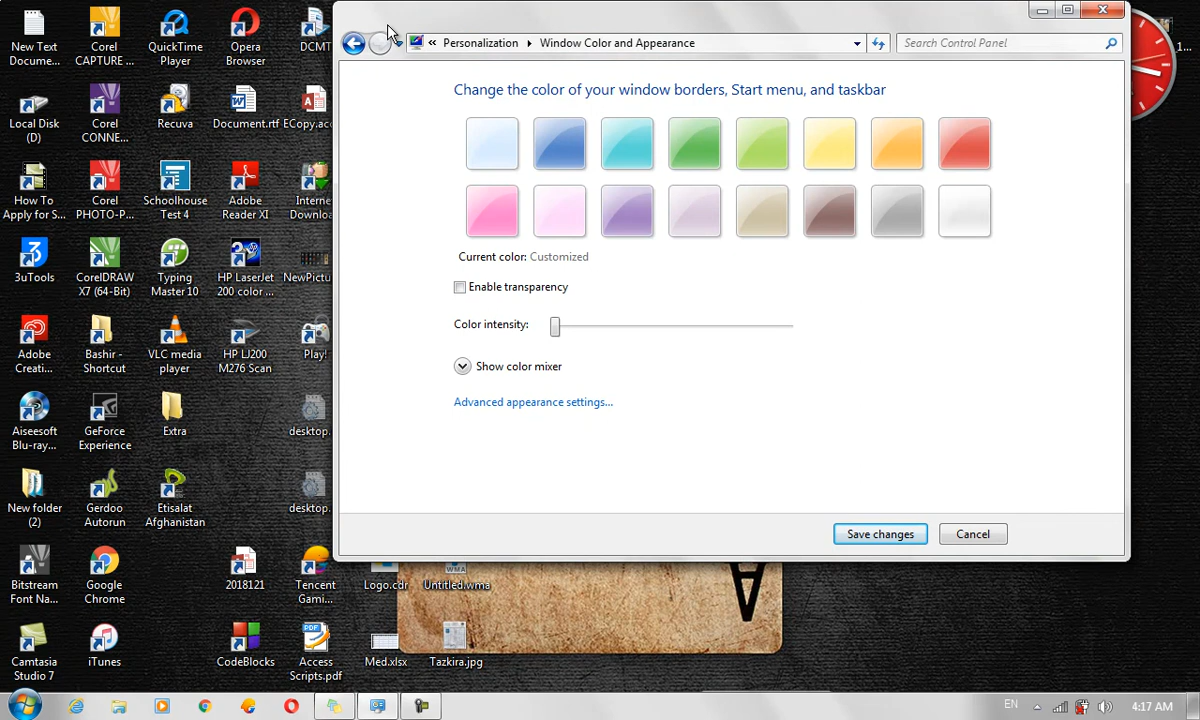 New Text
Docume...
Corel
CAPTURE ...
QuickTime
Player
Opera
Browser
DCMT
Local Disk
(D)
Corel
CONNE...
Recuva
Document.rtf
ECopy.acc
How To
Apply for S...
Corel
PHOTO-P...
Schoolhouse
Test 4
Adobe
Reader XI
Interne
Downloa
3uTools
CorelDRAW
X7 (64-Bit)
Typing
Master 10
HP LaserJet
200 color ...
NewPictu
Adobe
Creati...
Bashir -
Shortcut
VLC media
player
HP LJ200
M276 Scan
Play!
Aiseesoft
Blu-ray...
GeForce
Experience
Extra
desktop.
New folder
(2)
Gerdoo
Autorun
Etisalat
Afghanistan
desktop.
Bitstream
Font Na...
Google
Chrome
2018121
Tencent
Gami...
Logo.cdr
Untitled.wma
Camtasia
Studio 7
iTunes
CodeBlocks
Access
Scripts.pdf
Med.xlsx
Tazkira.jpg
« Personalization
Window Color and Appearance
Search Control Panel
1...
Change the color of your window borders, Start menu, and taskbar
Current color: Customized
Enable transparency
Color intensity:
Show color mixer
Advanced appearance settings...
Save changes
Cancel
A
EN
4:17 AM